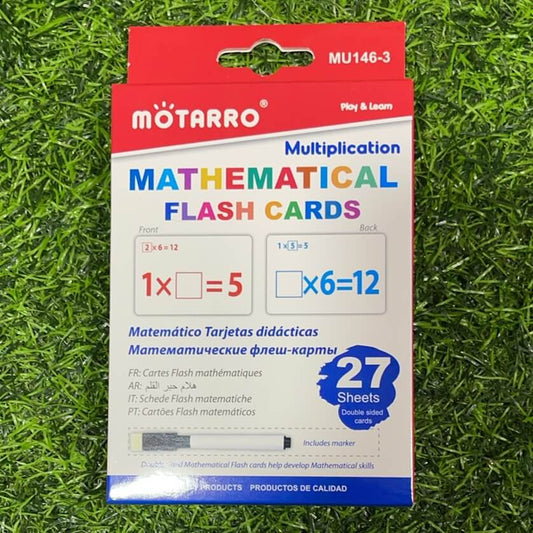 MU146-3
MOTARRO®
Play & Learn
Multiplication
MATHEMATICAL
FLASH CARDS
Front
Back
2×6=12
1×□=5
1×5=5
□×6=12
Matemático Tarjetas didácticas
Математические флеш-карты
FR: Cartes Flash mathématiques
AR: هلام حبر القلم
IT: Schede Flash matematiche
PT: Cartões Flash matemáticos
27
Sheets
Double sided
cards
Includes marker
Mathematical Flash cards help develop Mathematical skills
PRODUCTS PRODUCTOS DE CALIDAD